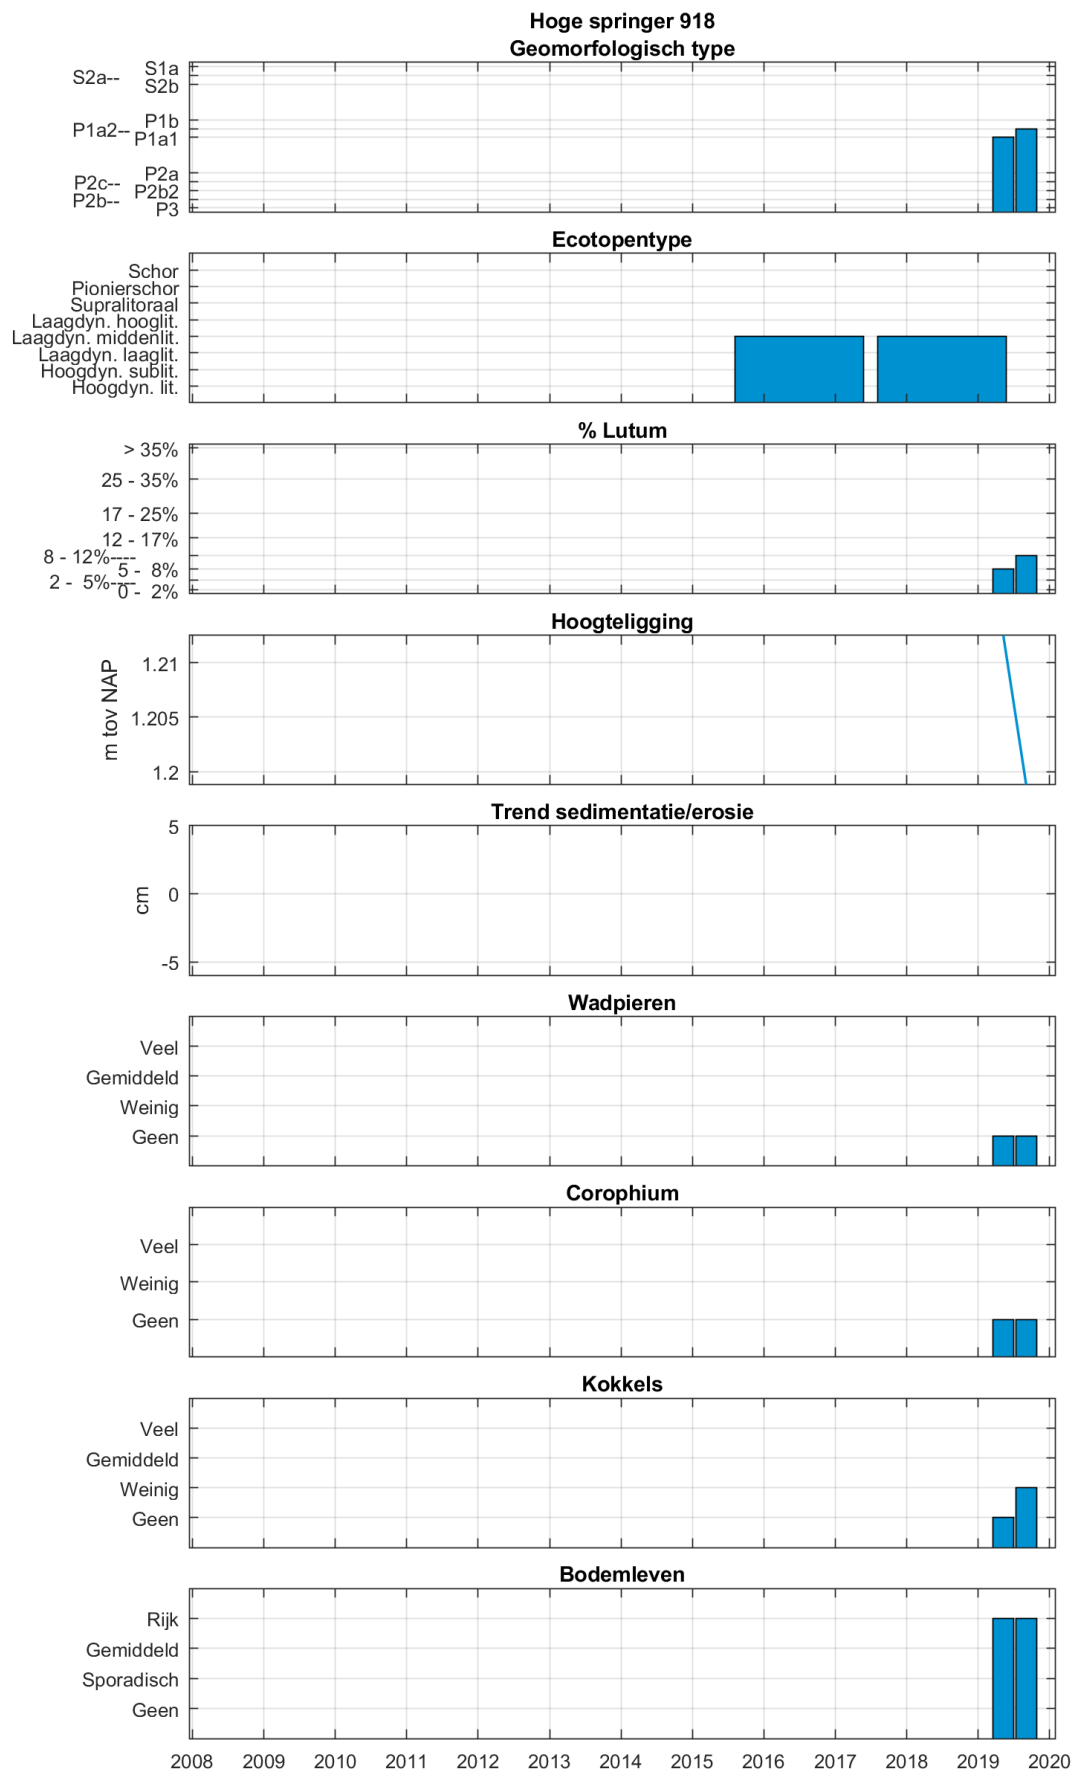 Hoge springer 918
Geomorfologisch type
S1a
S2a--
S2b
P1b
P1a2--
P1a1
P2a
P2c--
P2b2
P2b--
P3
Ecotopentype
Schor
Pionierschor
Supralitoraal
Laagdyn. hooglit.
Laagdyn. middenlit.
Laagdyn. laaglit.
Hoogdyn. sublit.
Hoogdyn. lit.
% Lutum
> 35%
25 - 35%
17 - 25%
12 - 17%
8 - 12%----
5 - 8%
2 - 5%----
0 - 2%
Hoogteligging
m tov NAP
1.21
1.205
1.2
Trend sedimentatie/erosie
cm
5
0
-5
Wadpieren
Veel
Gemiddeld
Weinig
Geen
Corophium
Veel
Weinig
Geen
Kokkels
Veel
Gemiddeld
Weinig
Geen
Bodemleven
Rijk
Gemiddeld
Sporadisch
Geen
2008 2009 2010 2011 2012 2013 2014 2015 2016 2017 2018 2019 2020